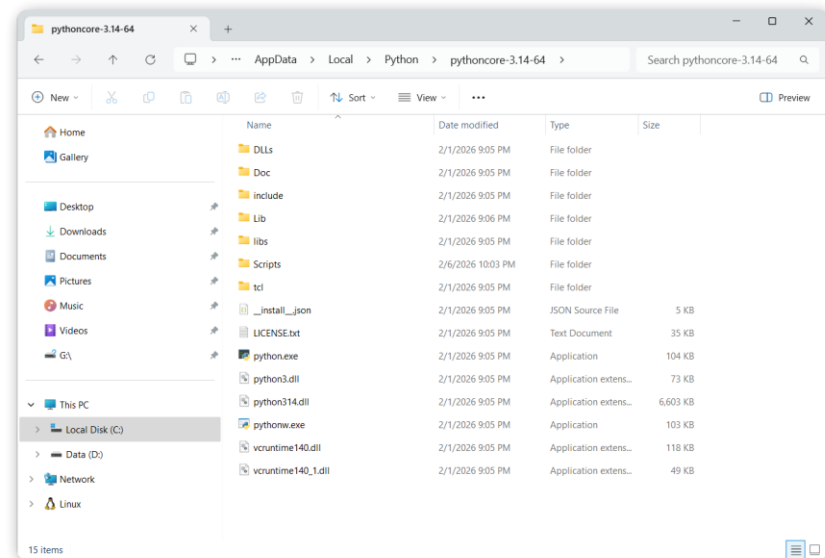 pythoncore-3.14-64
AppData > Local > Python > pythoncore-3.14-64 >
Search pythoncore-3.14-64
New
Sort
View
Preview
Home
Gallery
Desktop
Downloads
Documents
Pictures
Music
Videos
G:\
This PC
Local Disk (C:)
Data (D:)
Network
Linux
Name Date modified Type Size
DLLs 2/1/2026 9:05 PM File folder
Doc 2/1/2026 9:05 PM File folder
include 2/1/2026 9:05 PM File folder
Lib 2/1/2026 9:06 PM File folder
libs 2/1/2026 9:05 PM File folder
Scripts 2/6/2026 10:03 PM File folder
tcl 2/1/2026 9:05 PM File folder
__install__.json 2/1/2026 9:05 PM JSON Source File 5 KB
LICENSE.txt 2/1/2026 9:05 PM Text Document 35 KB
python.exe 2/1/2026 9:05 PM Application 104 KB
python3.dll 2/1/2026 9:05 PM Application extens... 73 KB
python314.dll 2/1/2026 9:05 PM Application extens... 6,603 KB
pythonw.exe 2/1/2026 9:05 PM Application 103 KB
vcruntime140.dll 2/1/2026 9:05 PM Application extens... 118 KB
vcruntime140_1.dll 2/1/2026 9:05 PM Application extens... 49 KB
15 items